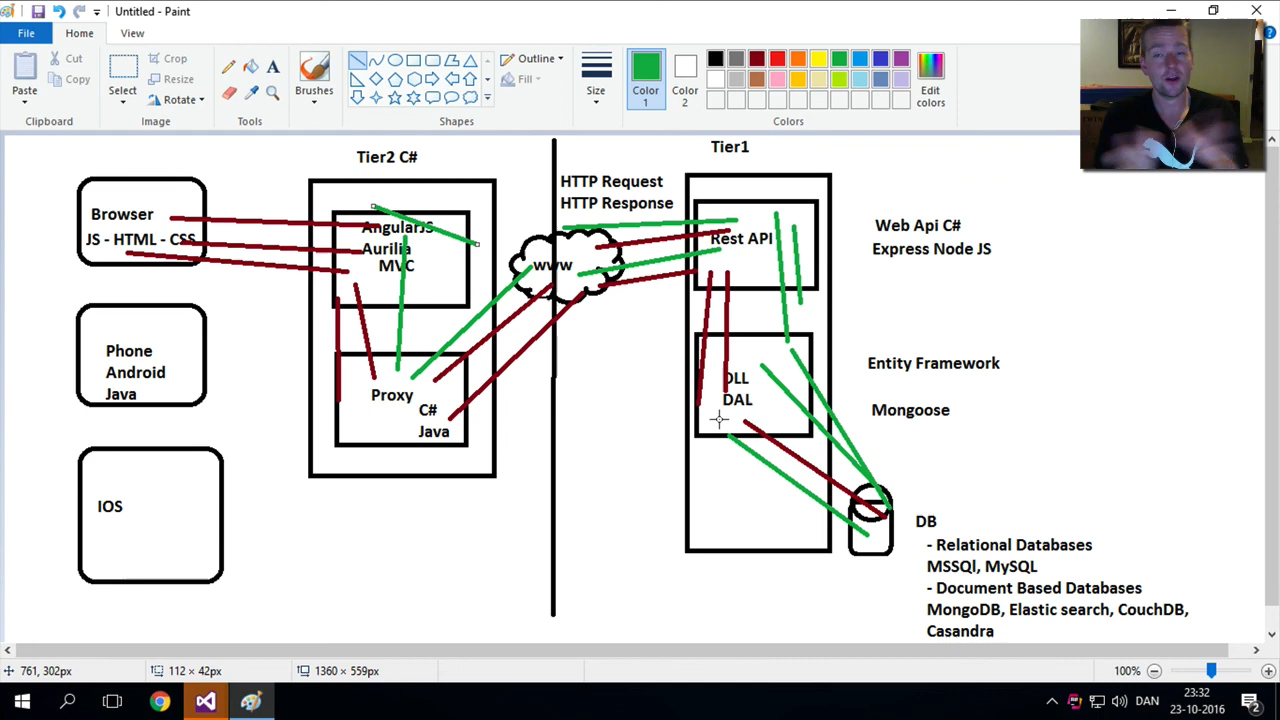 Untitled - Paint
File
Home
View
Paste
Cut
Copy
Clipboard
Select
Crop
Resize
Rotate
Image
Tools
Brushes
Shapes
Outline
Fill
Size
Color
1
Color
2
Edit
colors
Colors
Tier2 C#
Tier1
HTTP Request
HTTP Response
Browser
JS - HTML - CSS
AngularJS
Aurilia
MVC
www
Rest API
Web Api C#
Express Node JS
Phone
Android
Java
Proxy
C#
Java
DLL
DAL
Entity Framework
Mongoose
IOS
DB
- Relational Databases
MSSQl, MySQL
- Document Based Databases
MongoDB, Elastic search, CouchDB,
Casandra
761, 302px
112 × 42px
1360 × 559px
100%
DAN
23:32
23-10-2016
2